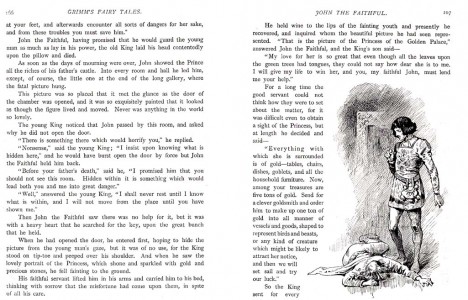 166 GRIMM'S FAIRY TALES.
at your feet, and afterwards encounter all sorts of dangers for her sake,
and from these troubles you must save him."
John the Faithful, having promised that he would guard the young
man as much as lay in his power, the old King laid his head contentedly
upon the pillow and died.
As soon as the days of mourning were over, John showed the Prince
all the riches of his father's castle. Into every room and hall he led him,
except, of course, the little one at the end of the long gallery, where
the fatal picture hung.
This picture was so placed that it met the glance as the door of
the chamber was opened, and it was so exquisitely painted that it looked
as though the figure lived and moved. Never was anything in the world
so lovely.
The young King noticed that John passed by this room, and asked
why he did not open the door.
"There is something there which would horrify you," he replied.
"Nonsense," said the young King; "I insist upon knowing what is
hidden here," and he would have burst open the door by force but John
the Faithful held him back.
"Before your father's death," said he, "I promised him that you
should not see this room. Hidden within it is something which would
lead both you and me into great danger."
"Well," answered the young King, "I shall never rest until I know
what is within, and I will not move from the place until you have
shown me."
Then John the Faithful saw there was no help for it, but it was
with a heavy heart that he searched for the key, upon the great bunch
that he held.
When he had opened the door, he entered first, hoping to hide the
picture from the young man's gaze, but it was of no use, for the King
stood on tip-toe and peeped over his shoulder. And when he saw the
lovely portrait of the Princess, which shone and sparkled with gold and
precious stones, he fell fainting to the ground.
His faithful servant lifted him in his arms and carried him to his bed,
thinking with sorrow that the misfortune had come upon them, in spite
of all his care.
JOHN THE FAITHFUL. 167
He held wine to the lips of the fainting youth and presently he
recovered, and inquired whom the beautiful picture he had seen repre-
sented. "That is the picture of the Princess of the Golden Palace,"
answered John the Faithful, and the King's son said—
"My love for her is so great that even though all the leaves upon
the green trees had tongues, they could not say how dear she is to me.
I will give my life to win her, and you, my faithful John, must lend
me your help."
For a long time the
good servant could not
think how they were to set
about the matter, for it
was difficult even to obtain
a sight of the Princess, but
at length he decided and
said—
"Everything with
which she is surrounded
is of gold—tables, chairs,
dishes, goblets, and all the
household furniture. Now,
among your treasures are
five tons of gold. Send for
a clever goldsmith and order
him to make up one ton of
gold into all manner of
vessels and goods, shaped to
represent birds and beasts,
or any kind of creature
which might be likely to
attract her notice,
and then we will
set sail and try
our luck."
So the King
sent for every